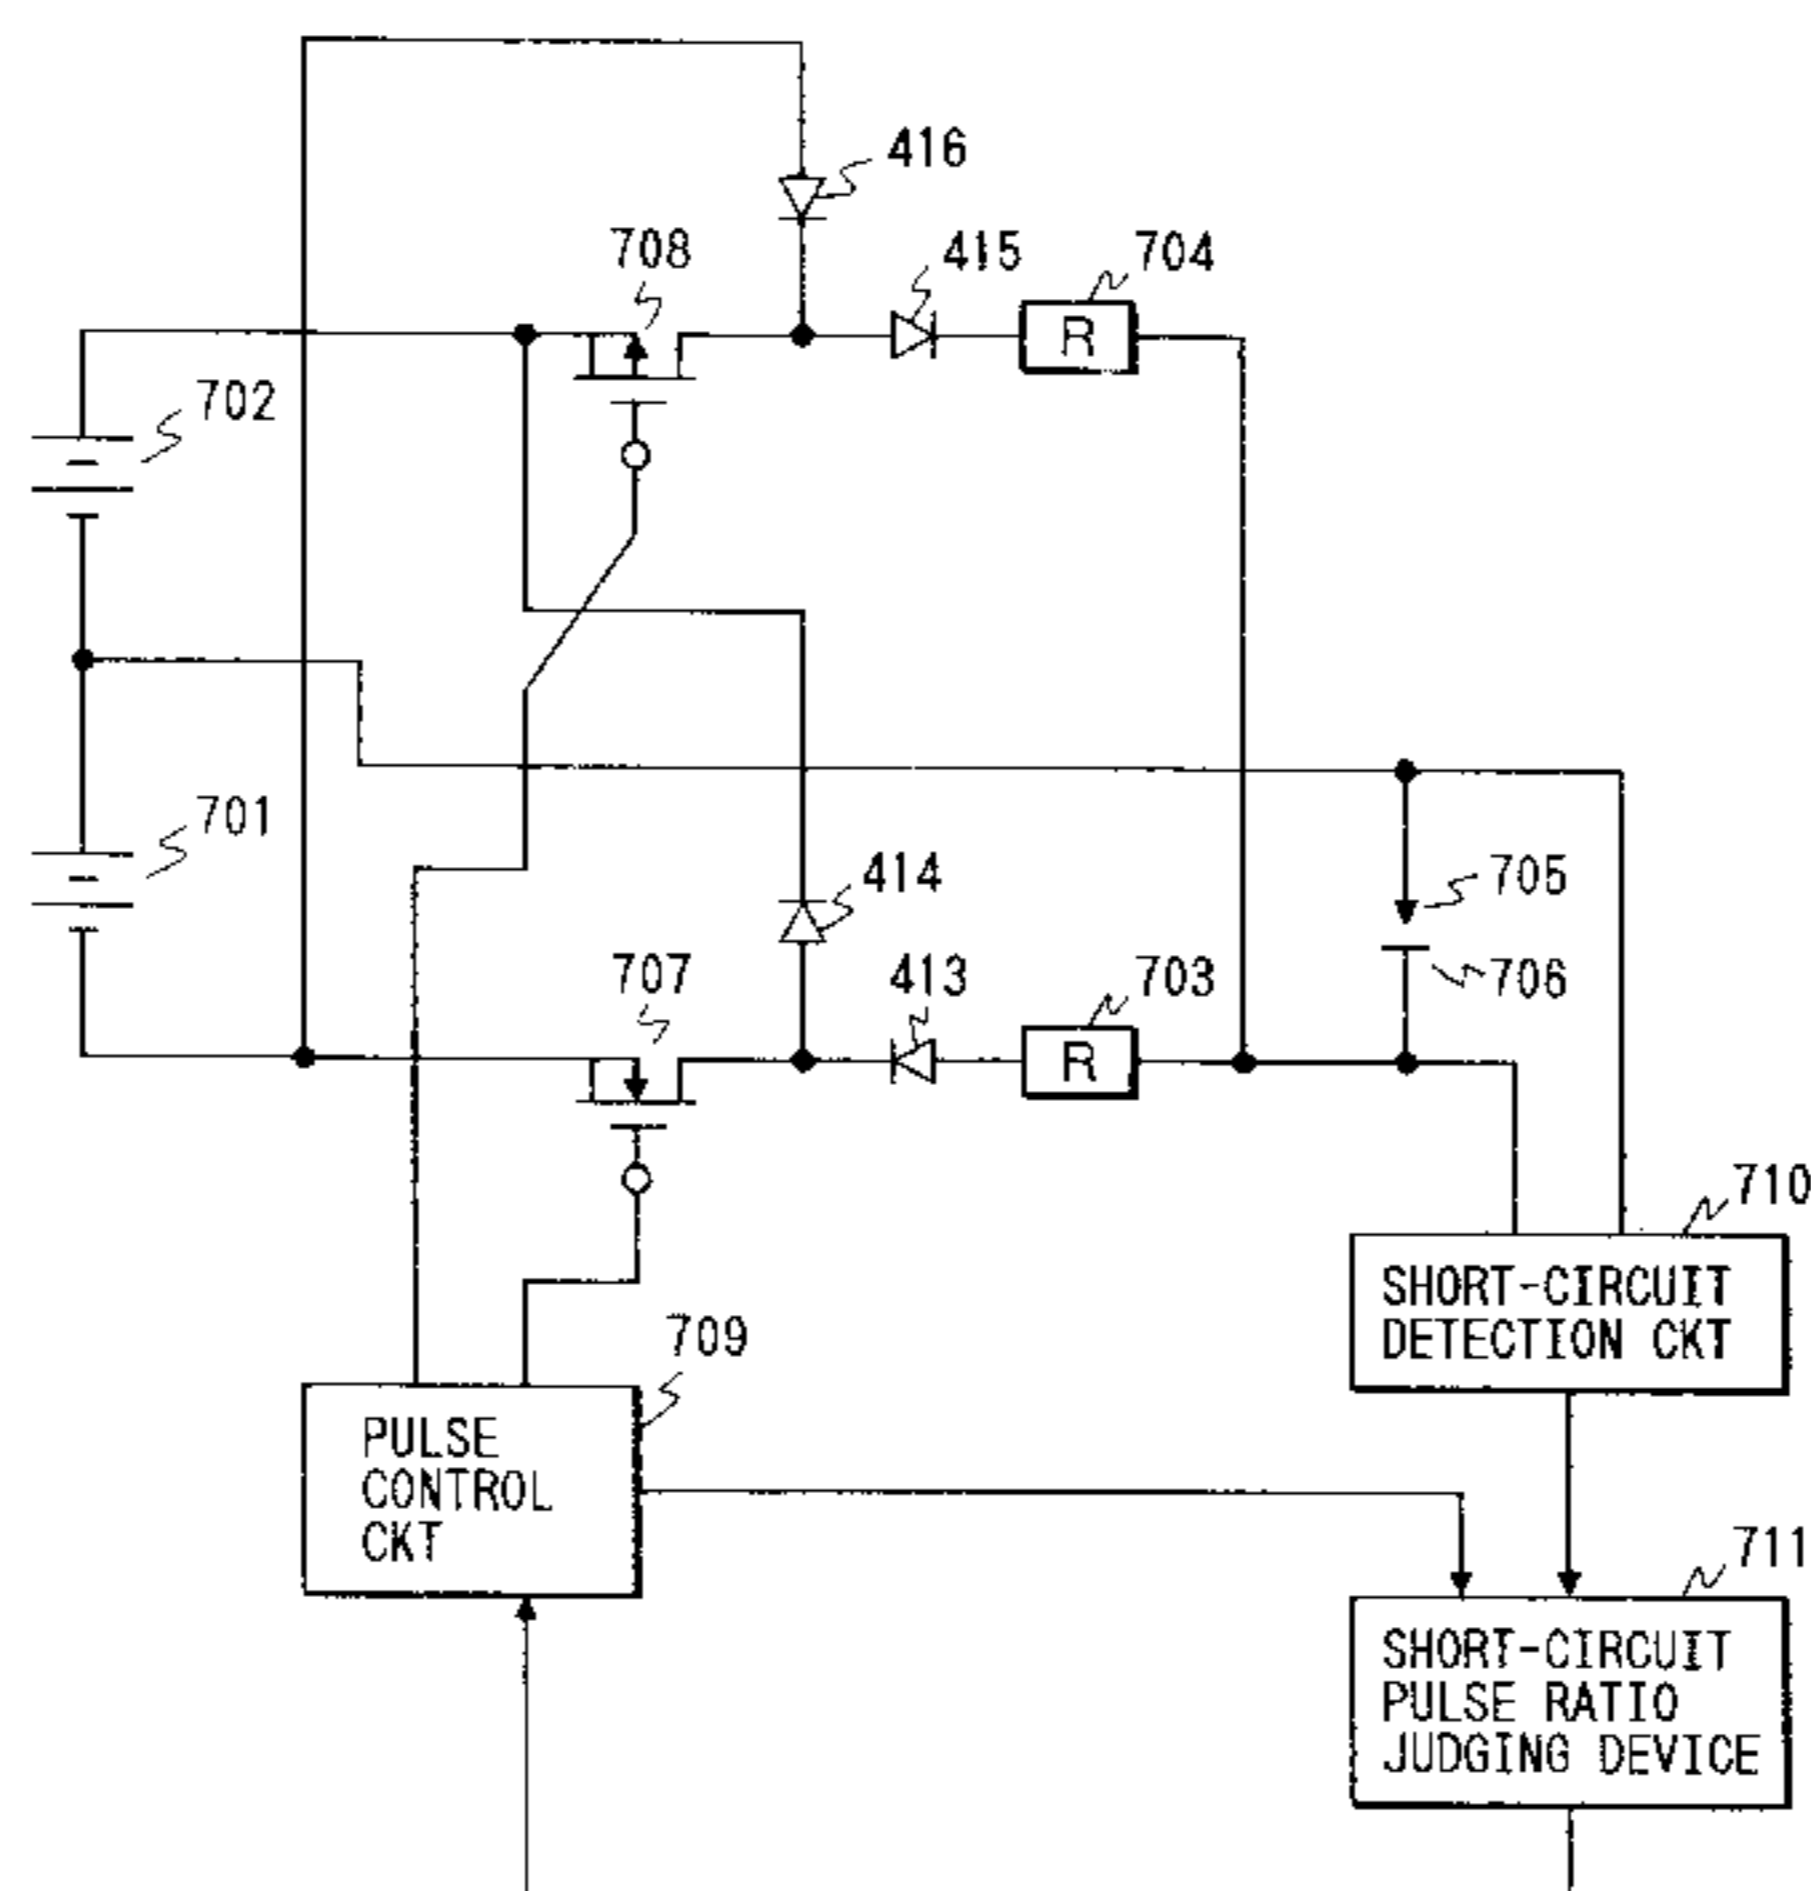 416
708
415
704
R
702
701
414
705
707
413
703
706
R
710
SHORT-CIRCUIT
DETECTION CKT
709
PULSE
CONTROL
CKT
711
SHORT-CIRCUIT
PULSE RATIO
JUDGING DEVICE